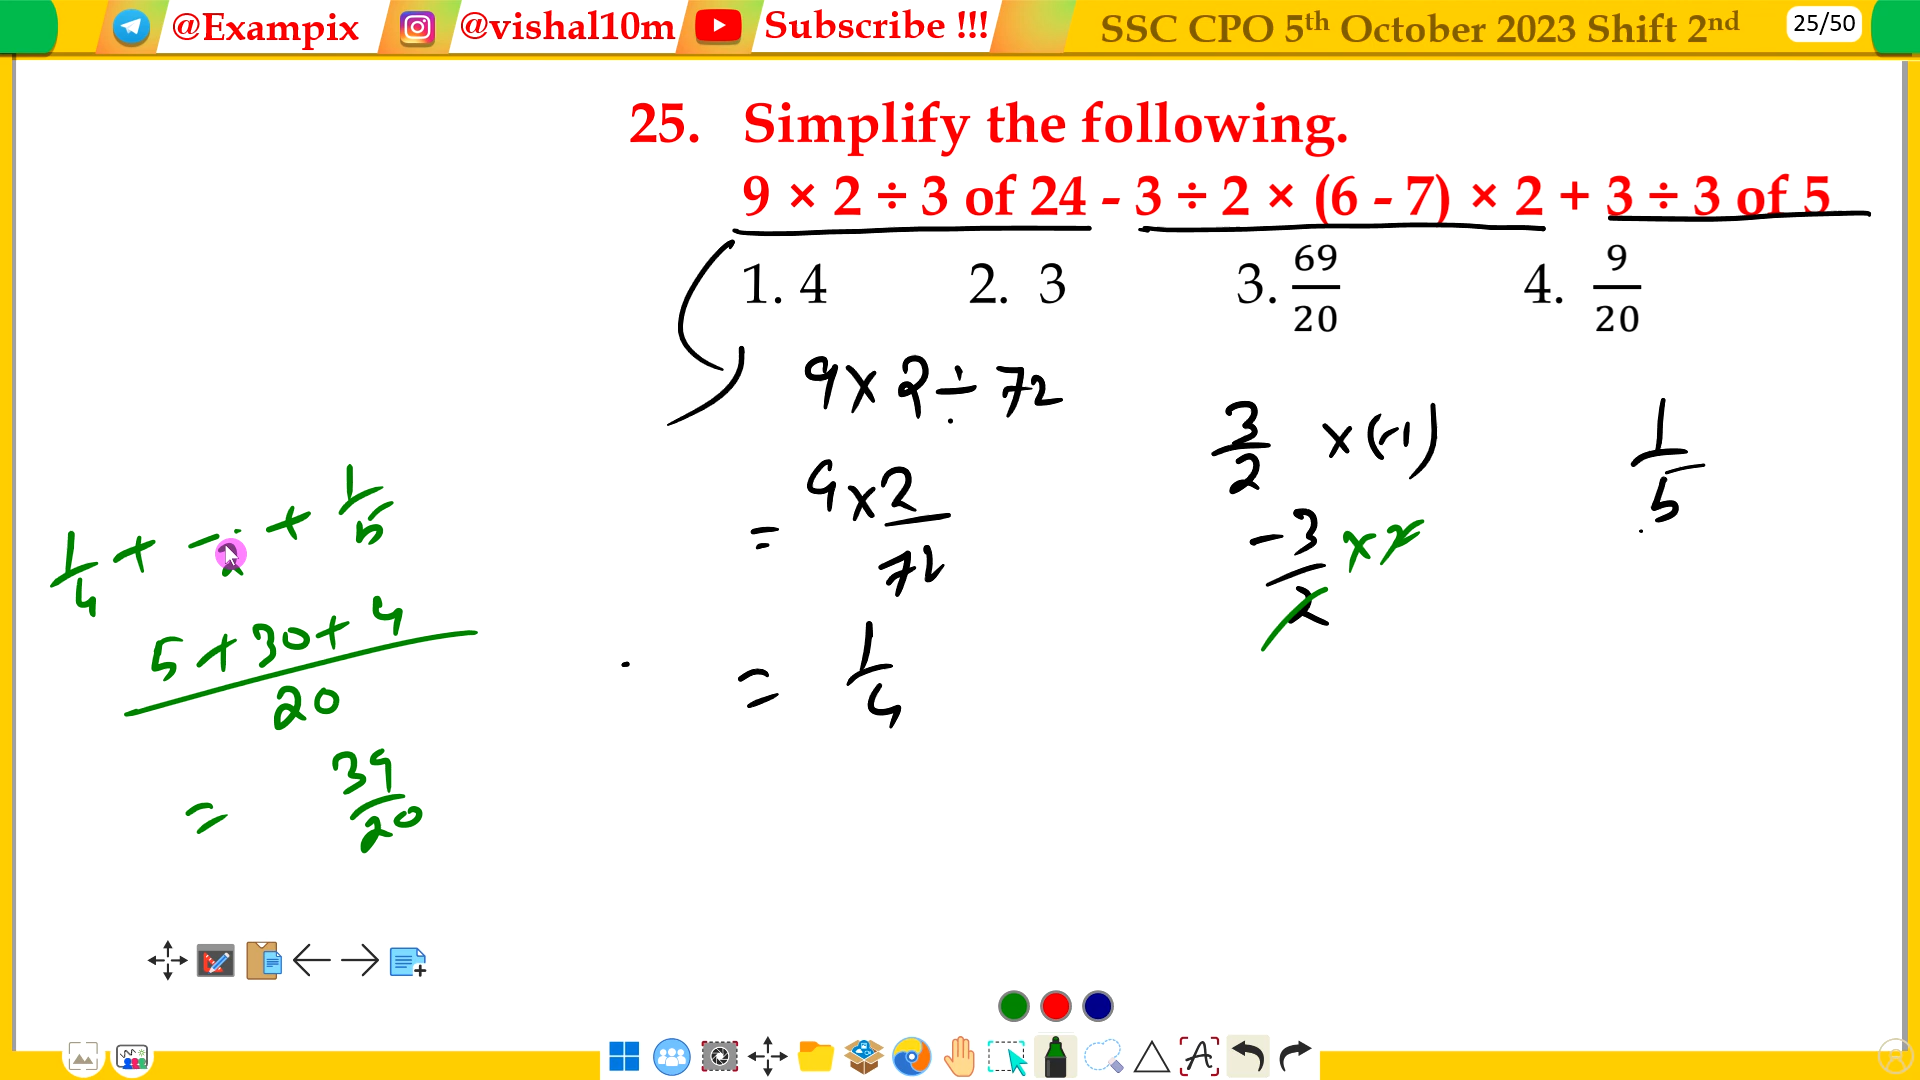 @Exampix @vishal10m Subscribe !!! SSC CPO 5th October 2023 Shift 2nd 25/50
25. Simplify the following.
9 × 2 ÷ 3 of 24 - 3 ÷ 2 × (6 - 7) × 2 + 3 ÷ 3 of 5
1. 4 2. 3 3. 69/20 4. 9/20
9 × 2 ÷ 72
= 9 × 2 / 72
= 1/4
3/2 × (-1)
-3/2 × 2
1/5
1/4 + - + 1/5
5 + 30 + 4 / 20
= 39/20